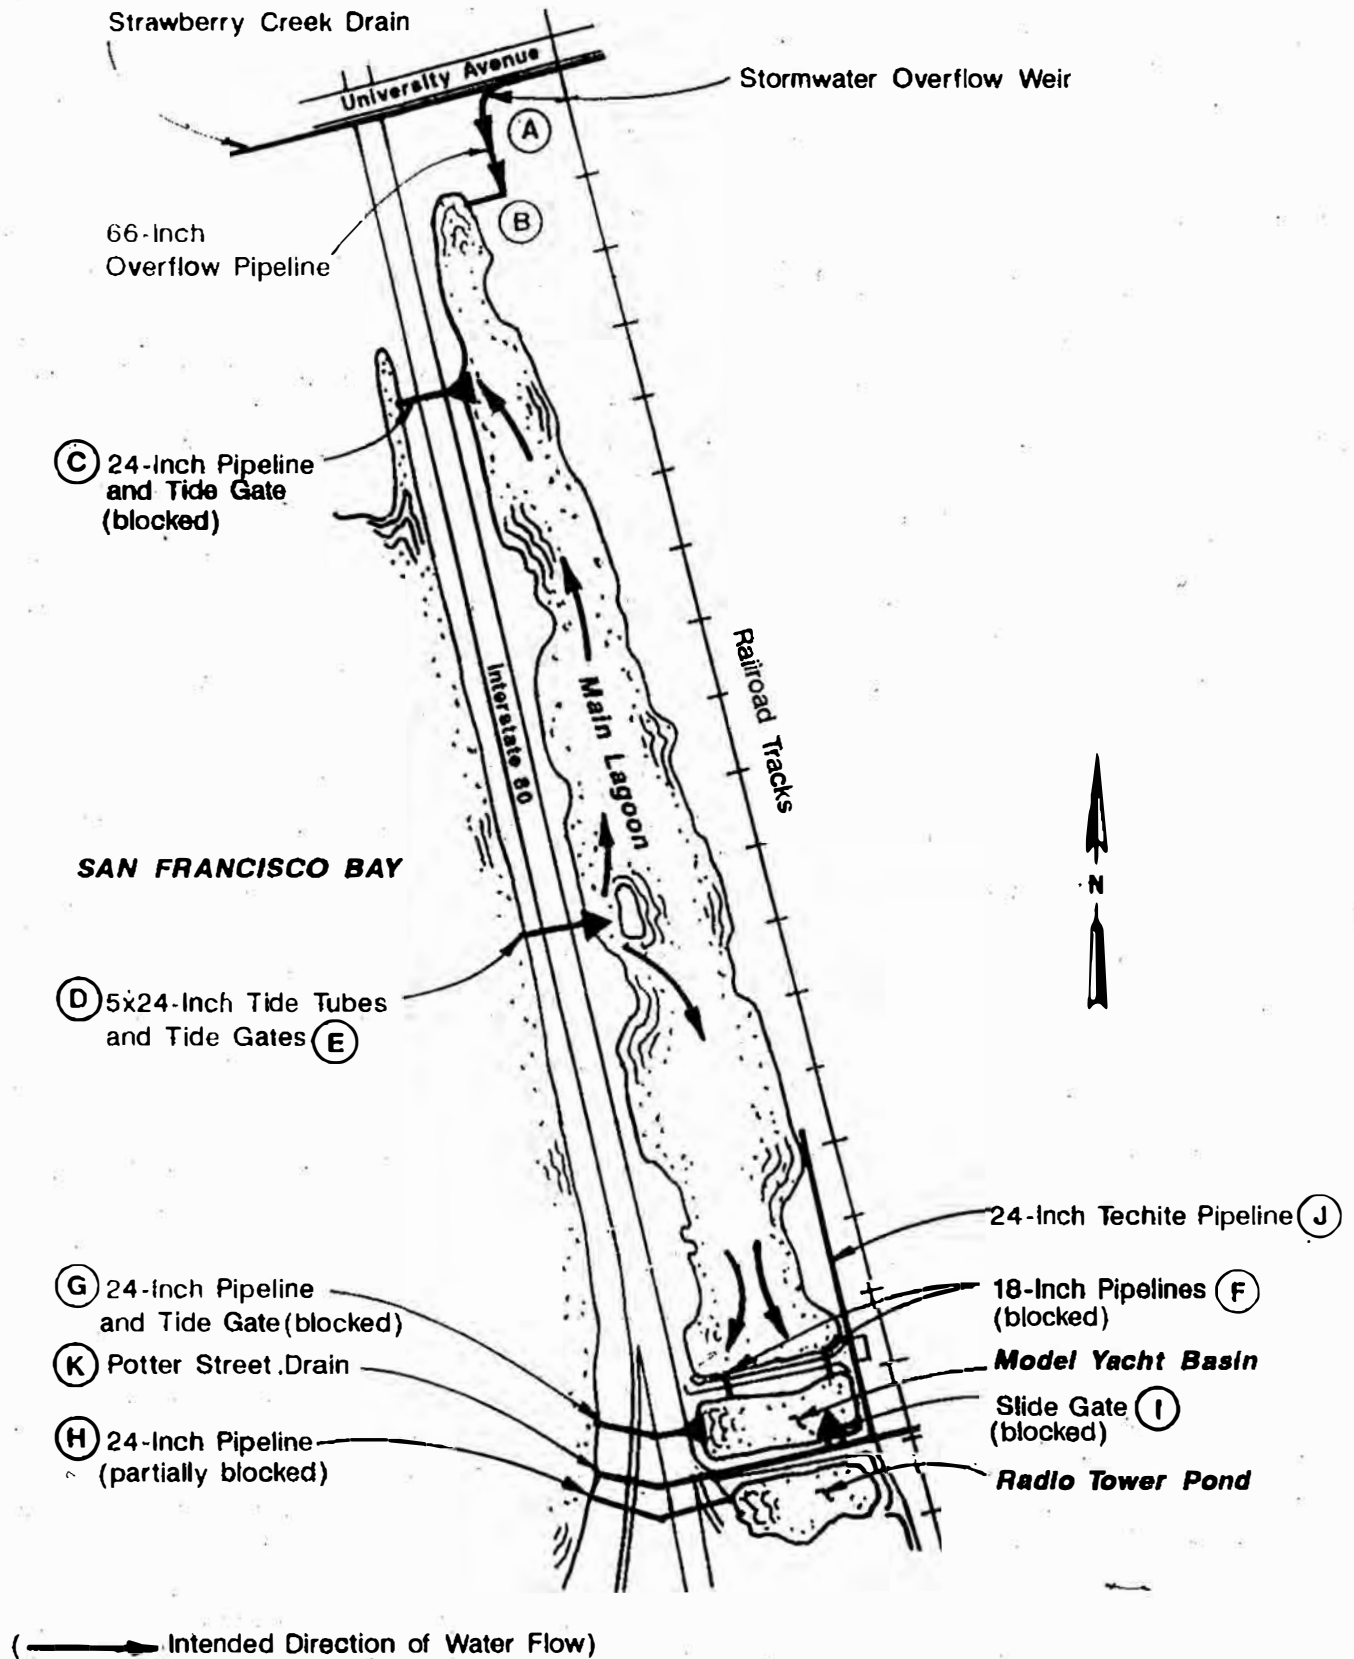 Strawberry Creek Drain
University Avenue
Stormwater Overflow Weir
A
66-Inch
Overflow Pipeline
B
C 24-Inch Pipeline
and Tide Gate
(blocked)
Railroad Tracks
Interstate 80
Main Lagoon
SAN FRANCISCO BAY
N
D 5x24-Inch Tide Tubes
and Tide Gates E
24-Inch Techite Pipeline J
G 24-Inch Pipeline
and Tide Gate (blocked)
18-Inch Pipelines F
(blocked)
K Potter Street Drain
Model Yacht Basin
Slide Gate I
(blocked)
H 24-Inch Pipeline
(partially blocked)
Radio Tower Pond
( Intended Direction of Water Flow)